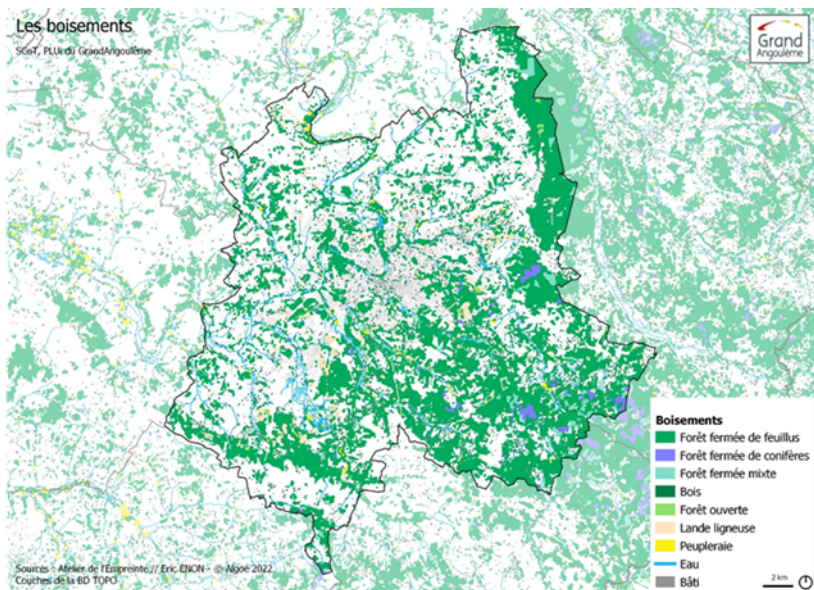 Les boisements
SCoT, PLUi du GrandAngoulême
Grand
Angoulême
Boisements
Forêt fermée de feuillus
Forêt fermée de conifères
Forêt fermée mixte
Bois
Forêt ouverte
Lande ligneuse
Peupleraie
Eau
Bâti
Sources : Atelier de l'Empreinte // Eric ENON - © Algoé 2022
Couches de la BD TOPO
2 km